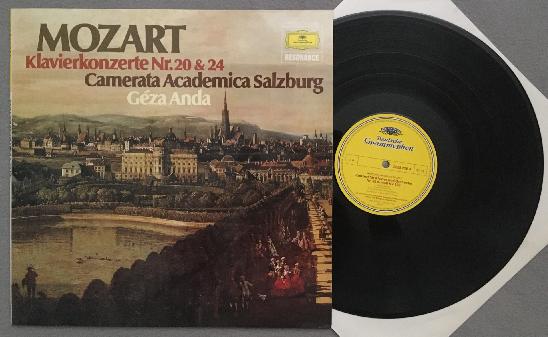 MOZART
Klavierkonzerte Nr. 20 & 24
Camerata Academica Salzburg
Géza Anda
RESONANCE
Deutsche
Grammophon